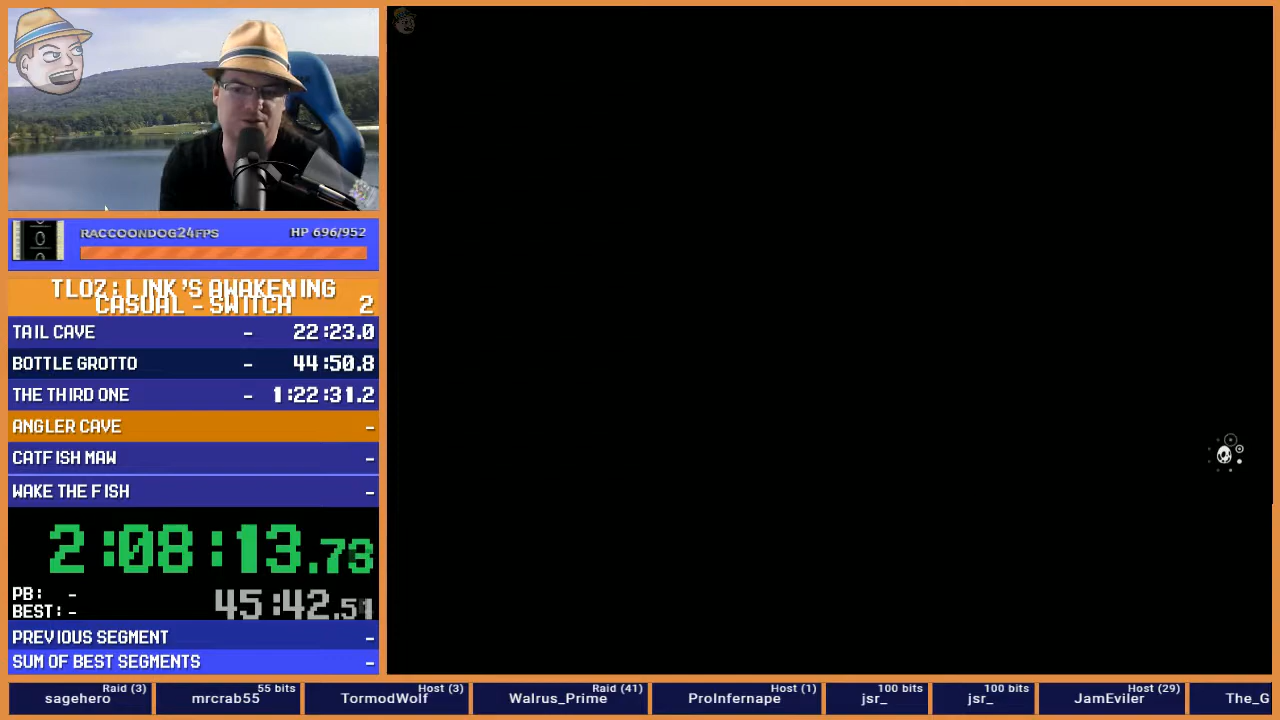 RACCOONDOG24FPS HP 696/952
0
TLOZ: LINK'S AWAKENING
CASUAL - SWITCH 2
TAIL CAVE - 22:23.0
BOTTLE GROTTO - 44:50.8
THE THIRD ONE - 1:22:31.2
ANGLER CAVE -
CATFISH MAW -
WAKE THE FISH -
2:08:13.73
PB: -
BEST: - 45:42.51
PREVIOUS SEGMENT -
SUM OF BEST SEGMENTS -
Raid (3) 55 bits Host (3) Raid (41) Host (1) 100 bits 100 bits Host (29)
sagehero mrcrab55 TormodWolf Walrus_Prime ProInfernape jsr_ jsr_ JamEviler The_G